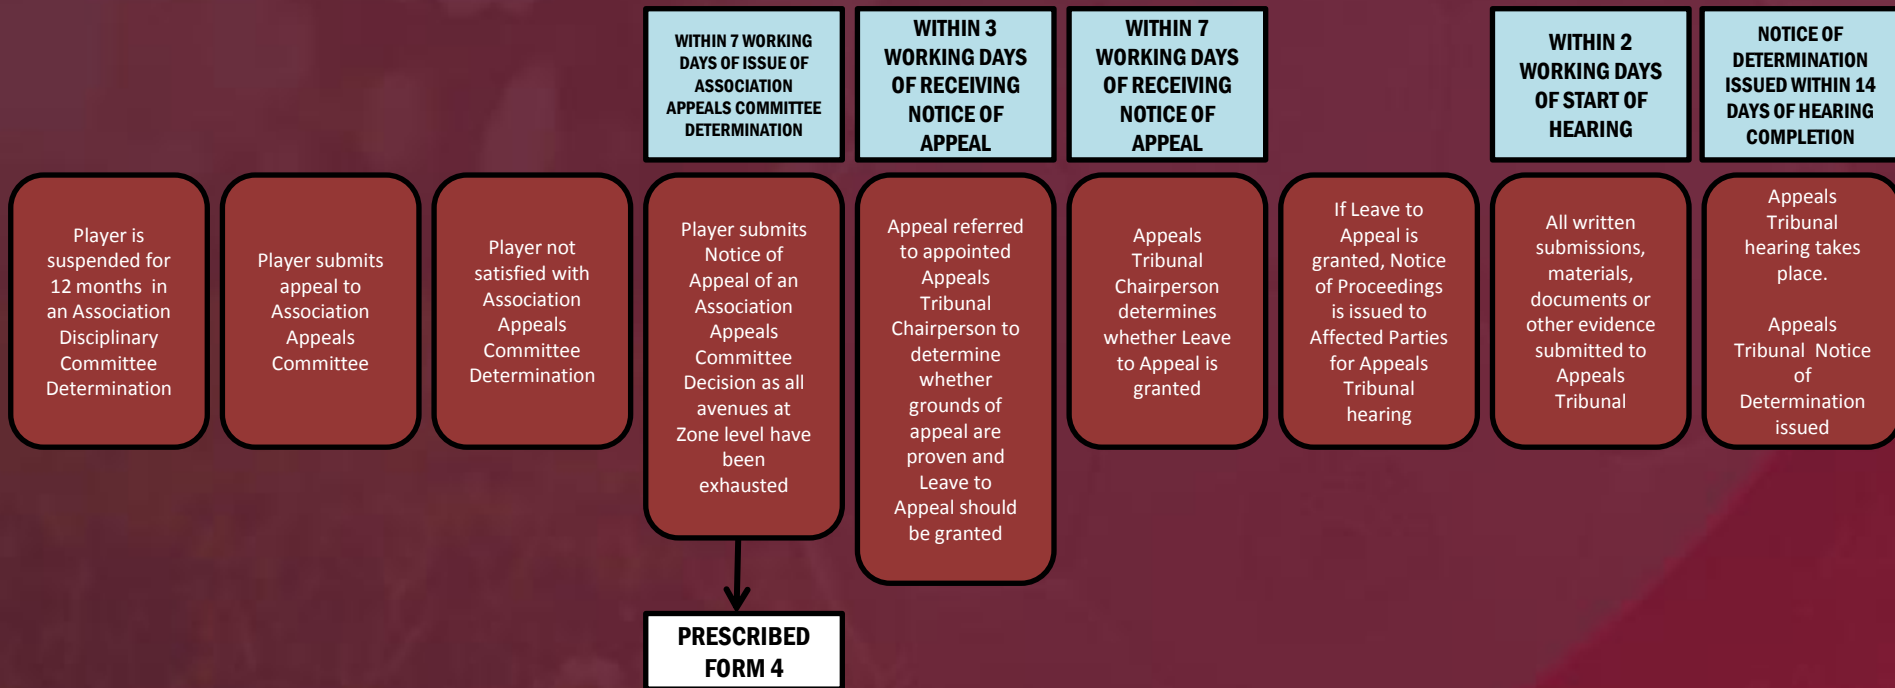 WITHIN 7 WORKING
DAYS OF ISSUE OF
ASSOCIATION
APPEALS COMMITTEE
DETERMINATION
WITHIN 3
WORKING DAYS
OF RECEIVING
NOTICE OF
APPEAL
WITHIN 7
WORKING DAYS
OF RECEIVING
NOTICE OF
APPEAL
WITHIN 2
WORKING DAYS
OF START OF
HEARING
NOTICE OF
DETERMINATION
ISSUED WITHIN 14
DAYS OF HEARING
COMPLETION
Player is
suspended for
12 months in
an Association
Disciplinary
Committee
Determination
Player submits
appeal to
Association
Appeals
Committee
Player not
satisfied with
Association
Appeals
Committee
Determination
Player submits
Notice of
Appeal of an
Association
Appeals
Committee
Decision as all
avenues at
Zone level have
been
exhausted
Appeal referred
to appointed
Appeals
Tribunal
Chairperson to
determine
whether
grounds of
appeal are
proven and
Leave to
Appeal should
be granted
Appeals
Tribunal
Chairperson
determines
whether Leave
to Appeal is
granted
If Leave to
Appeal is
granted, Notice
of Proceedings
is issued to
Affected Parties
for Appeals
Tribunal
hearing
All written
submissions,
materials,
documents or
other evidence
submitted to
Appeals
Tribunal
Appeals
Tribunal
hearing takes
place.
Appeals
Tribunal Notice
of
Determination
issued
PRESCRIBED
FORM 4